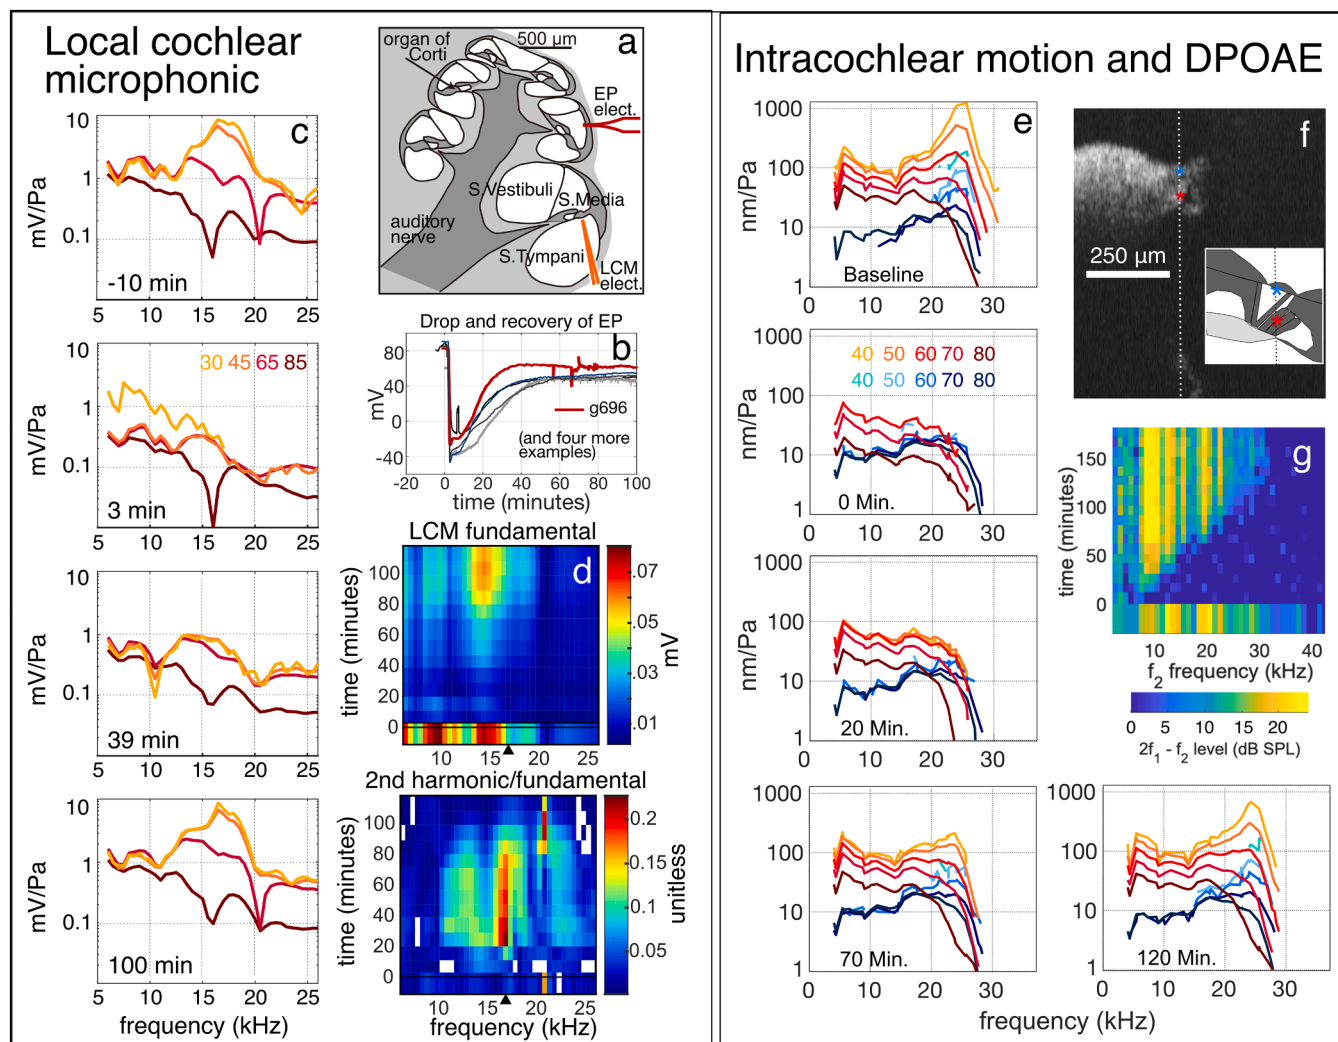 Local cochlear
microphonic
c
10
1
0.1
mV/Pa
-10 min
5 10 15 20 25
30 45 65 85
10
1
0.1
mV/Pa
3 min
5 10 15 20 25
10
1
0.1
mV/Pa
39 min
5 10 15 20 25
10
1
0.1
mV/Pa
100 min
5 10 15 20 25
frequency (kHz)
a
organ of
Corti
500 µm
EP
elect.
S.Vestibuli
S.Media
auditory
nerve
S.Tympani
LCM
elect.
Drop and recovery of EP
b
80
40
0
-40
mV
g696
(and four more
examples)
-20 0 20 40 60 80 100
time (minutes)
LCM fundamental
d
100
80
60
40
20
0
time (minutes)
10 15 20 25
.07
.05
.03
.01
mV
2nd harmonic/fundamental
100
80
60
40
20
0
time (minutes)
10 15 20 25
frequency (kHz)
0.2
0.15
0.1
0.05
unitless
Intracochlear motion and DPOAE
e
1000
100
10
1
nm/Pa
Baseline
0 10 20 30
1000
100
10
1
nm/Pa
40 50 60 70 80
40 50 60 70 80
0 Min.
0 10 20 30
1000
100
10
1
nm/Pa
20 Min.
0 10 20 30
1000
100
10
1
nm/Pa
70 Min.
0 10 20 30
1000
100
10
1
120 Min.
0 10 20 30
frequency (kHz)
f
250 µm
g
150
100
50
0
time (minutes)
10 20 30 40
f2 frequency (kHz)
0 5 10 15 20
2f1 - f2 level (dB SPL)